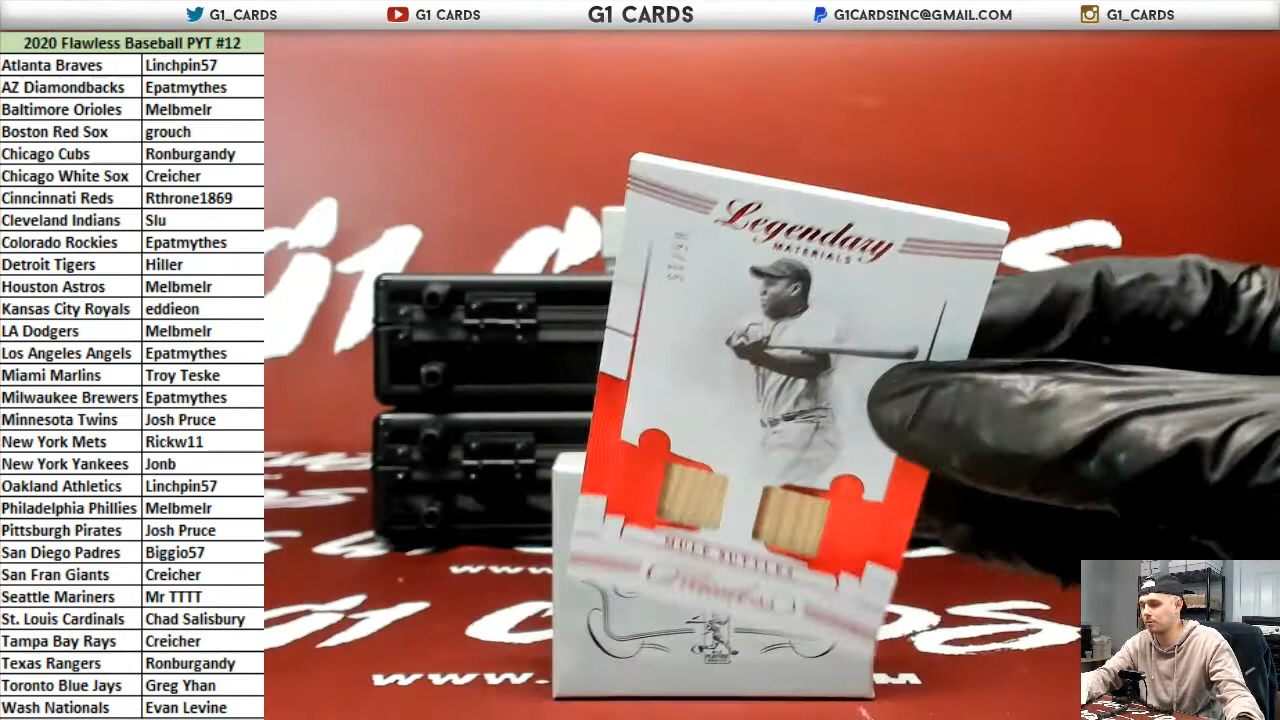 G1_CARDS
G1 CARDS
G1 CARDS
G1CARDSINC@GMAIL.COM
G1_CARDS
2020 Flawless Baseball PYT #12
Atlanta Braves Linchpin57
AZ Diamondbacks Epatmythes
Baltimore Orioles Melbmelr
Boston Red Sox grouch
Chicago Cubs Ronburgandy
Chicago White Sox Creicher
Cinncinnati Reds Rthrone1869
Cleveland Indians Slu
Colorado Rockies Epatmythes
Detroit Tigers Hiller
Houston Astros Melbmelr
Kansas City Royals eddieon
LA Dodgers Melbmelr
Los Angeles Angels Epatmythes
Miami Marlins Troy Teske
Milwaukee Brewers Epatmythes
Minnesota Twins Josh Pruce
New York Mets Rickw11
New York Yankees Jonb
Oakland Athletics Linchpin57
Philadelphia Phillies Melbmelr
Pittsburgh Pirates Josh Pruce
San Diego Padres Biggio57
San Fran Giants Creicher
Seattle Mariners Mr TTTT
St. Louis Cardinals Chad Salisbury
Tampa Bay Rays Creicher
Texas Rangers Ronburgandy
Toronto Blue Jays Greg Yhan
Wash Nationals Evan Levine
Legendary
MATERIALS
MULE SUTTLES